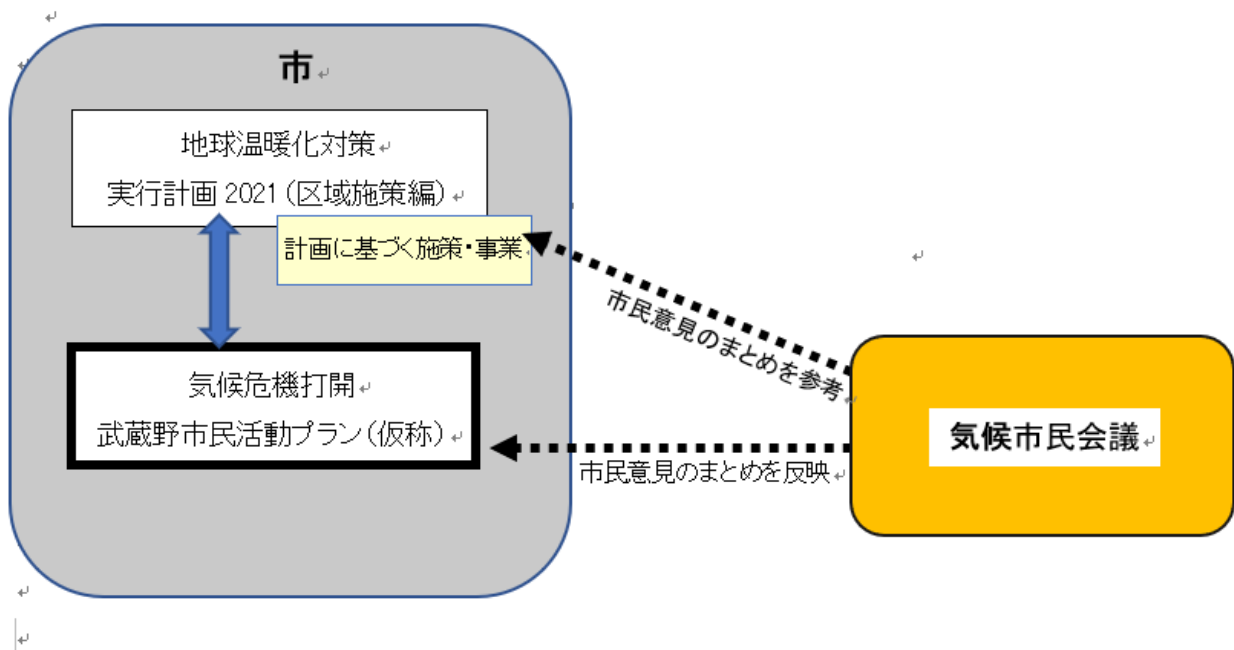 市
地球温暖化対策
実行計画 2021（区域施策編）
計画に基づく施策・事業
気候危機打開
武蔵野市民活動プラン（仮称）
市民意見のまとめを参考
市民意見のまとめを反映
気候市民会議